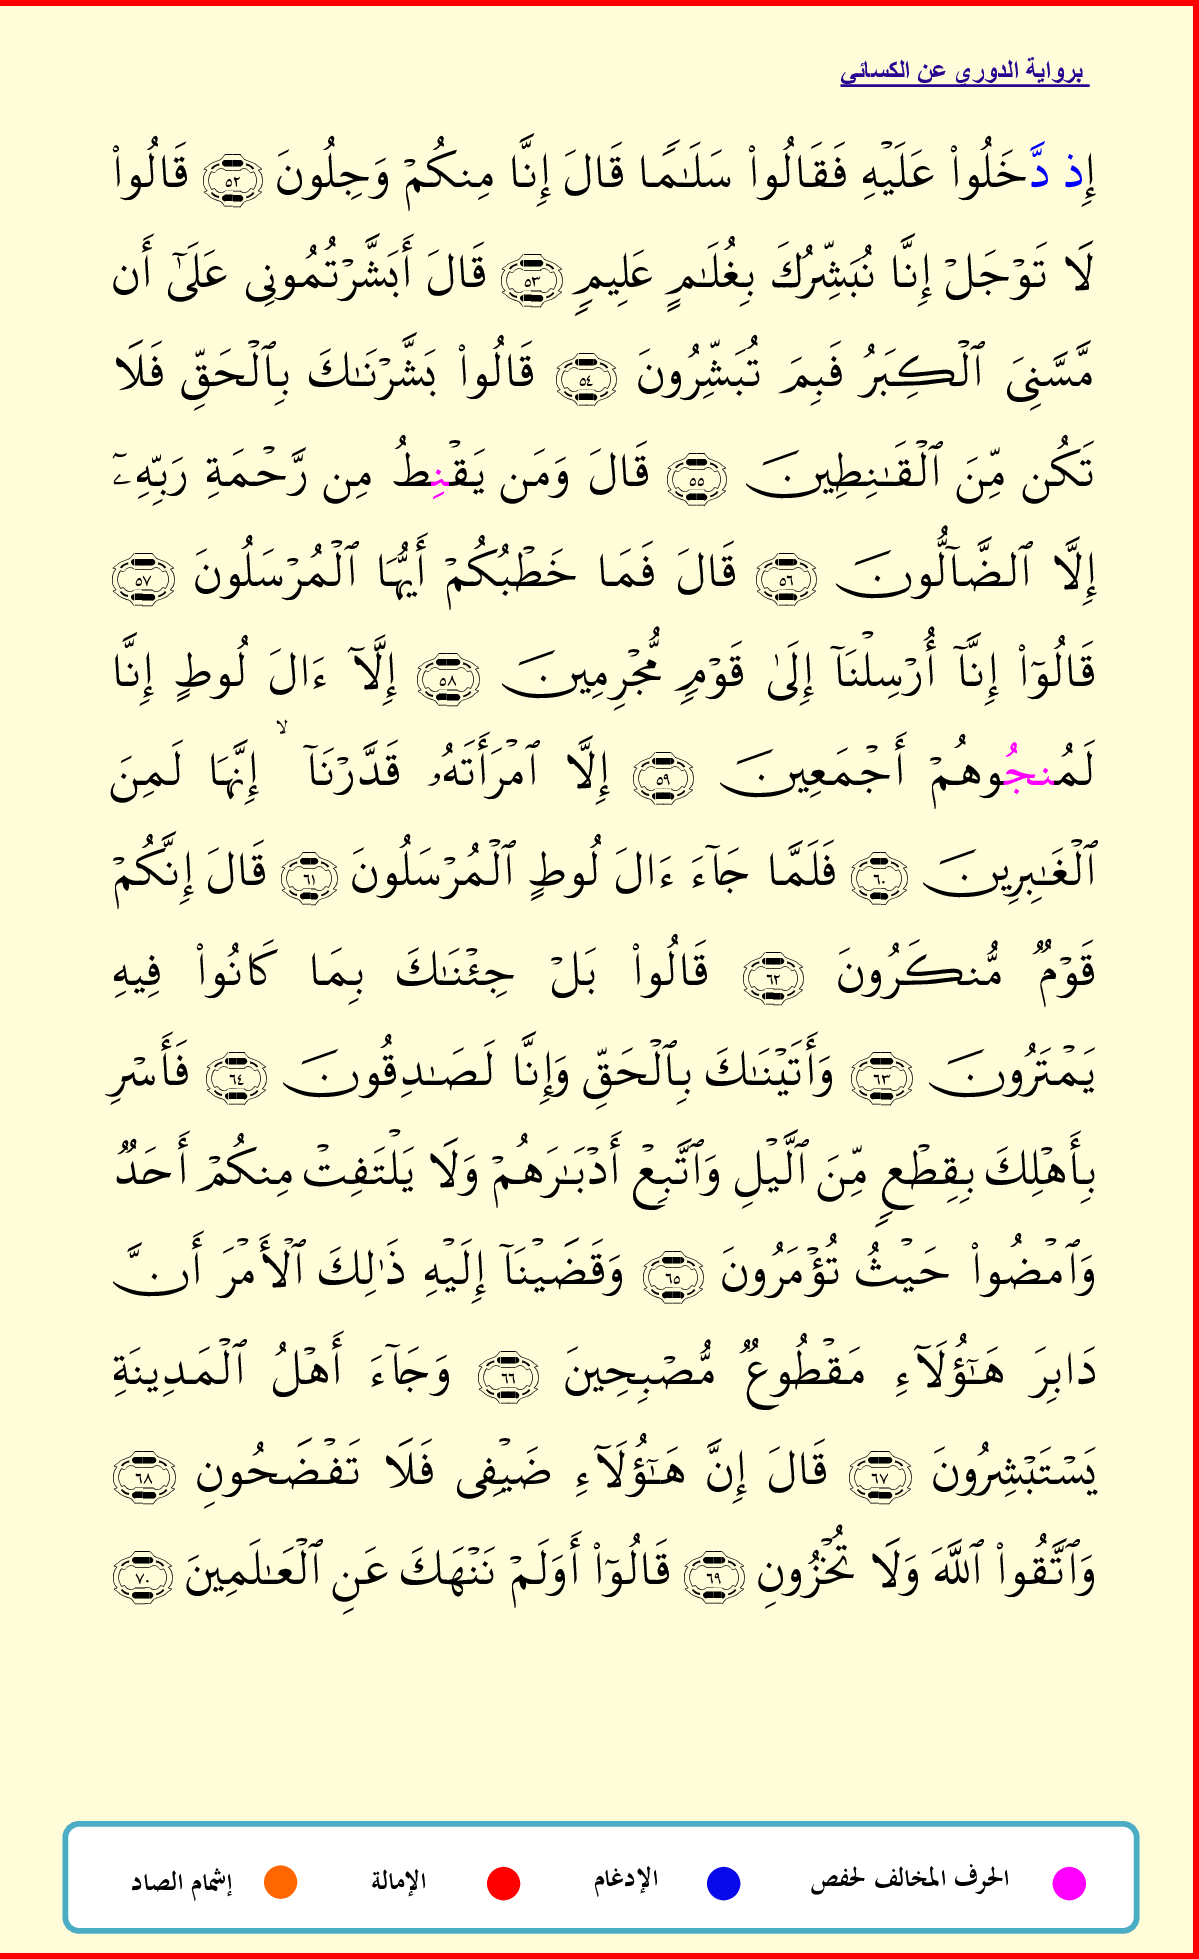 برواية الدوري عن الكسائي
إِذ دَّخَلُوا۟ عَلَيْهِ فَقَالُوا۟ سَلَـٰمًا قَالَ إِنَّا مِنكُمْ وَجِلُونَ ٥٢ قَالُوا۟
لَا تَوْجَلْ إِنَّا نُبَشِّرُكَ بِغُلَـٰمٍ عَلِيمٍ ٥٣ قَالَ أَبَشَّرْتُمُونِى عَلَىٰٓ أَن
مَّسَّنِىَ ٱلْكِبَرُ فَبِمَ تُبَشِّرُونَ ٥٤ قَالُوا۟ بَشَّرْنَـٰكَ بِٱلْحَقِّ فَلَا
تَكُن مِّنَ ٱلْقَـٰنِطِينَ ٥٥ قَالَ وَمَن يَقْنِطُ مِن رَّحْمَةِ رَبِّهِۦٓ
إِلَّا ٱلضَّآلُّونَ ٥٦ قَالَ فَمَا خَطْبُكُمْ أَيُّهَا ٱلْمُرْسَلُونَ ٥٧
قَالُوٓا۟ إِنَّآ أُرْسِلْنَآ إِلَىٰ قَوْمٍ مُّجْرِمِينَ ٥٨ إِلَّآ ءَالَ لُوطٍ إِنَّا
لَمُنجُوهُمْ أَجْمَعِينَ ٥٩ إِلَّا ٱمْرَأَتَهُۥ قَدَّرْنَآ ۙ إِنَّهَا لَمِنَ
ٱلْغَـٰبِرِينَ ٦٠ فَلَمَّا جَآءَ ءَالَ لُوطٍ ٱلْمُرْسَلُونَ ٦١ قَالَ إِنَّكُمْ
قَوْمٌ مُّنكَرُونَ ٦٢ قَالُوا۟ بَلْ جِئْنَـٰكَ بِمَا كَانُوا۟ فِيهِ
يَمْتَرُونَ ٦٣ وَأَتَيْنَـٰكَ بِٱلْحَقِّ وَإِنَّا لَصَـٰدِقُونَ ٦٤ فَأَسْرِ
بِأَهْلِكَ بِقِطْعٍ مِّنَ ٱلَّيْلِ وَٱتَّبِعْ أَدْبَـٰرَهُمْ وَلَا يَلْتَفِتْ مِنكُمْ أَحَدٌ
وَٱمْضُوا۟ حَيْثُ تُؤْمَرُونَ ٦٥ وَقَضَيْنَآ إِلَيْهِ ذَٰلِكَ ٱلْأَمْرَ أَنَّ
دَابِرَ هَـٰٓؤُلَآءِ مَقْطُوعٌ مُّصْبِحِينَ ٦٦ وَجَآءَ أَهْلُ ٱلْمَدِينَةِ
يَسْتَبْشِرُونَ ٦٧ قَالَ إِنَّ هَـٰٓؤُلَآءِ ضَيْفِى فَلَا تَفْضَحُونِ ٦٨
وَٱتَّقُوا۟ ٱللَّهَ وَلَا تُخْزُونِ ٦٩ قَالُوٓا۟ أَوَلَمْ نَنْهَكَ عَنِ ٱلْعَـٰلَمِينَ ٧٠
الحرف المخالف لحفص الإدغام الإمالة إشمام الصاد